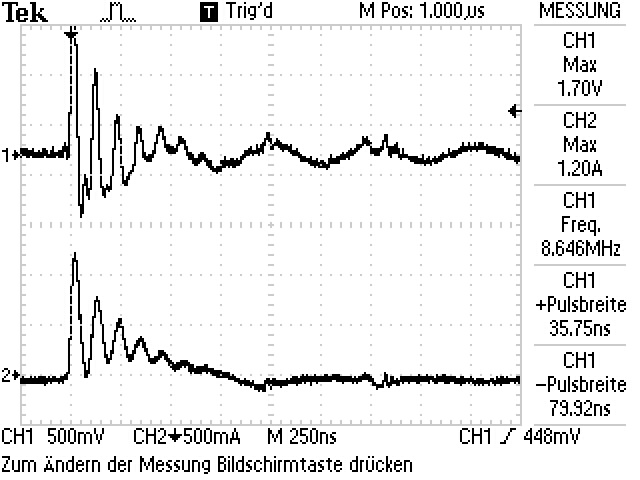 Tek T Trig'd M Pos: 1.000µs MESSUNG
CH1
Max
1.70V
CH2
Max
1.20A
CH1
Freq.
8.646MHz
CH1
+Pulsbreite
35.75ns
CH1
−Pulsbreite
79.92ns
1
2
CH1 500mV CH2 500mA M 250ns CH1 448mV
Zum Ändern der Messung Bildschirmtaste drücken